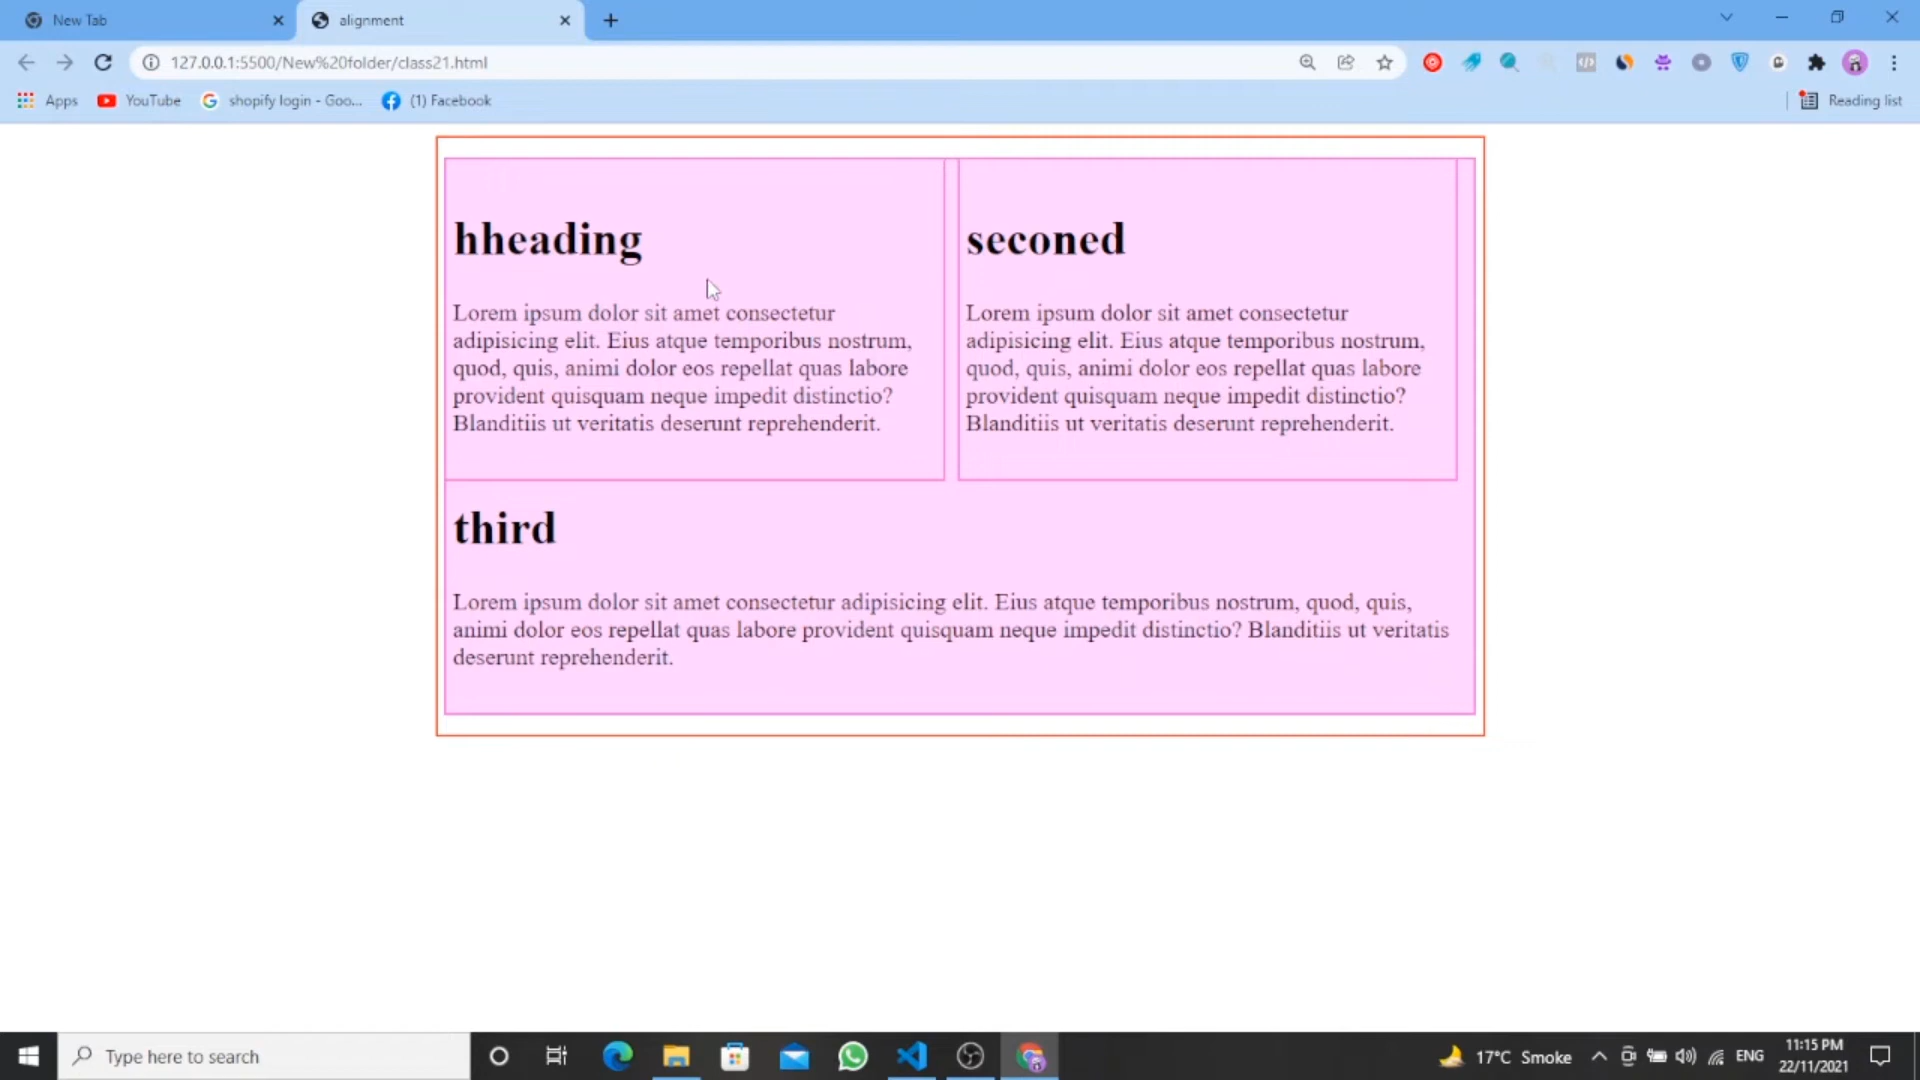 New Tab
alignment
127.0.0.1:5500/New%20folder/class21.html
Apps
YouTube
shopify login - Goo...
(1) Facebook
Reading list
hheading
Lorem ipsum dolor sit amet consectetur
adipisicing elit. Eius atque temporibus nostrum,
quod, quis, animi dolor eos repellat quas labore
provident quisquam neque impedit distinctio?
Blanditiis ut veritatis deserunt reprehenderit.
seconed
Lorem ipsum dolor sit amet consectetur
adipisicing elit. Eius atque temporibus nostrum,
quod, quis, animi dolor eos repellat quas labore
provident quisquam neque impedit distinctio?
Blanditiis ut veritatis deserunt reprehenderit.
third
Lorem ipsum dolor sit amet consectetur adipisicing elit. Eius atque temporibus nostrum, quod, quis,
animi dolor eos repellat quas labore provident quisquam neque impedit distinctio? Blanditiis ut veritatis
deserunt reprehenderit.
Type here to search
17°C Smoke
ENG
11:15 PM
22/11/2021